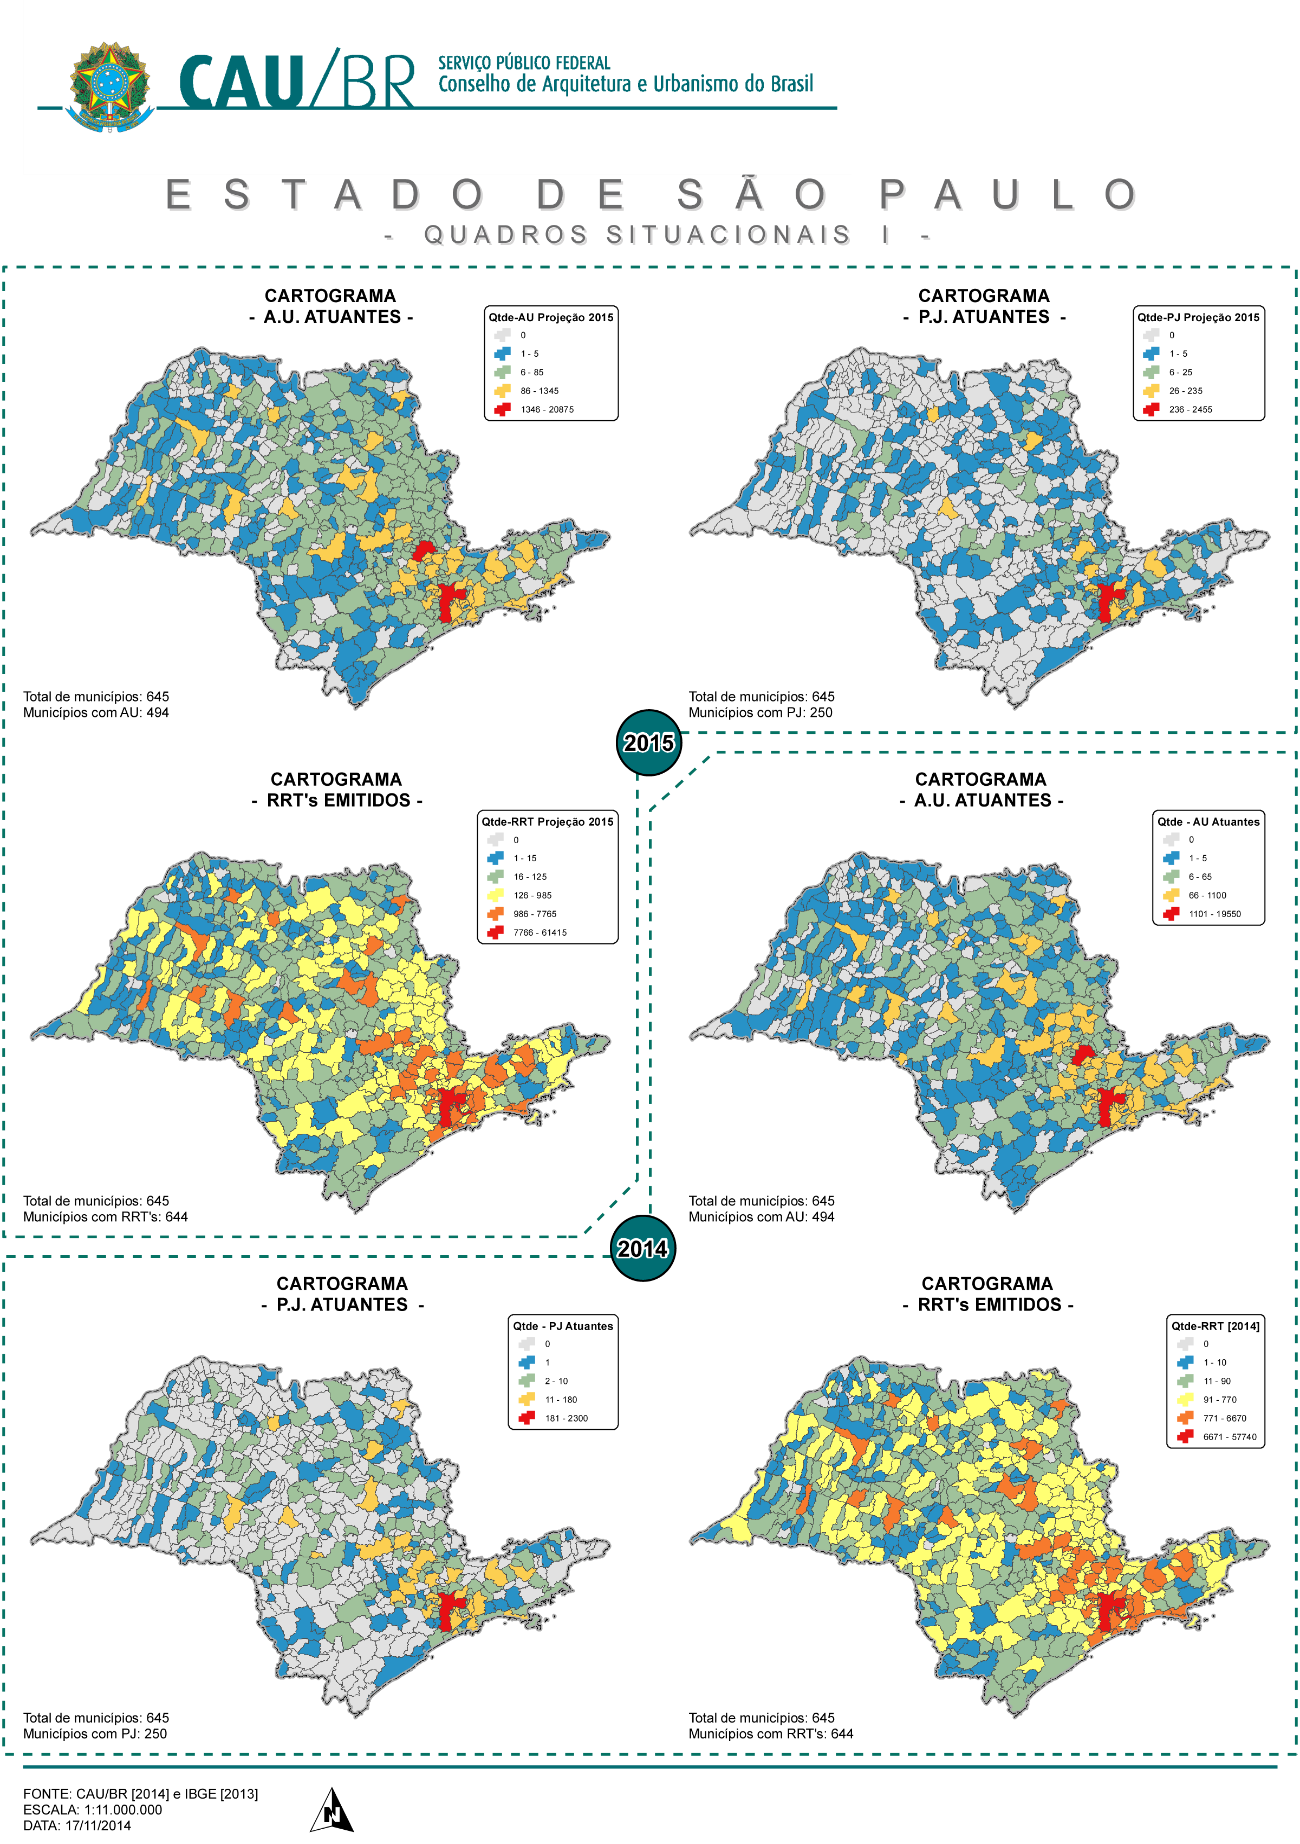 CAU/BR
SERVIÇO PÚBLICO FEDERAL
Conselho de Arquitetura e Urbanismo do Brasil
ESTADO DE SÃO PAULO
- QUADROS SITUACIONAIS I -
CARTOGRAMA
- A.U. ATUANTES -
Qtde-AU Projeção 2015
0
1 - 5
6 - 85
86 - 1345
1346 - 20875
Total de municípios: 645
Municípios com AU: 494
CARTOGRAMA
- P.J. ATUANTES -
Qtde-PJ Projeção 2015
0
1 - 5
6 - 25
26 - 235
236 - 2455
Total de municípios: 645
Municípios com PJ: 250
2015
CARTOGRAMA
- RRT's EMITIDOS -
Qtde-RRT Projeção 2015
0
1 - 15
16 - 125
126 - 985
986 - 7765
7766 - 61415
Total de municípios: 645
Municípios com RRT's: 644
CARTOGRAMA
- A.U. ATUANTES -
Qtde - AU Atuantes
0
1 - 5
6 - 65
66 - 1100
1101 - 19550
Total de municípios: 645
Municípios com AU: 494
2014
CARTOGRAMA
- P.J. ATUANTES -
Qtde - PJ Atuantes
0
1
2 - 10
11 - 180
181 - 2300
Total de municípios: 645
Municípios com PJ: 250
CARTOGRAMA
- RRT's EMITIDOS -
Qtde-RRT [2014]
0
1 - 10
11 - 90
91 - 770
771 - 6670
6671 - 57740
Total de municípios: 645
Municípios com RRT's: 644
FONTE: CAU/BR [2014] e IBGE [2013]
ESCALA: 1:11.000.000
DATA: 17/11/2014
N